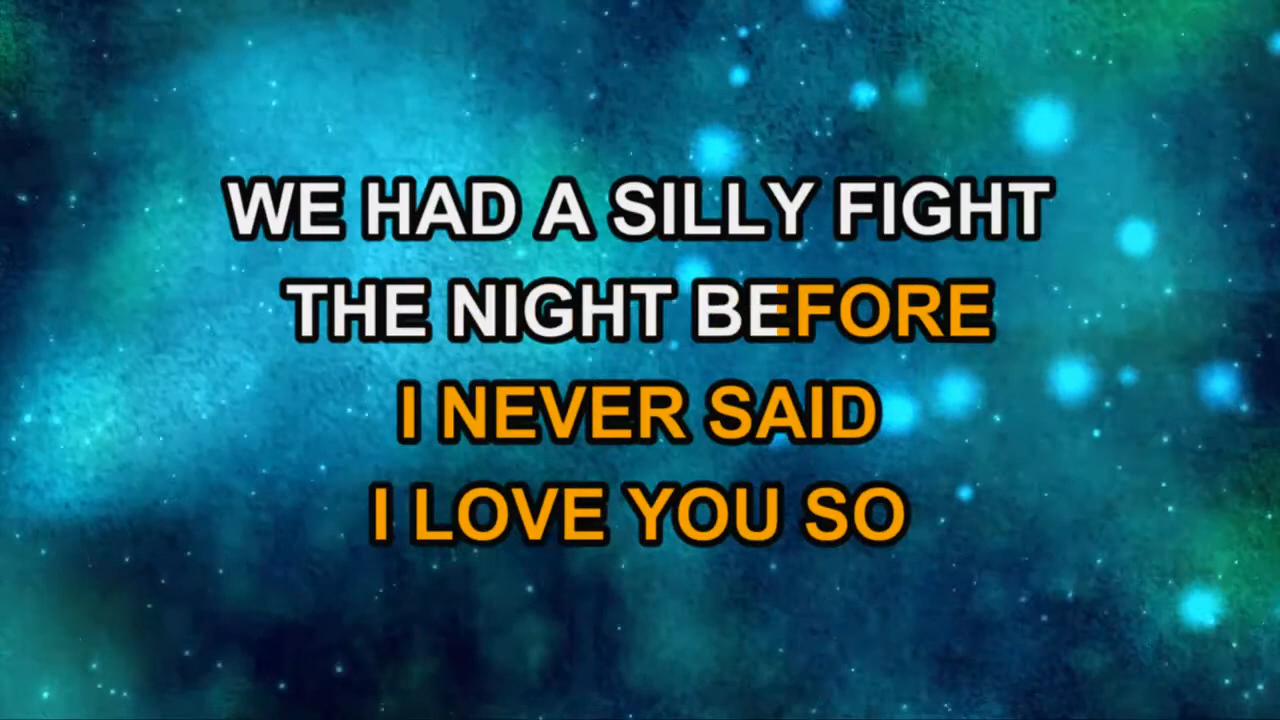 WE HAD A SILLY FIGHT
THE NIGHT BEFORE
I NEVER SAID
I LOVE YOU SO